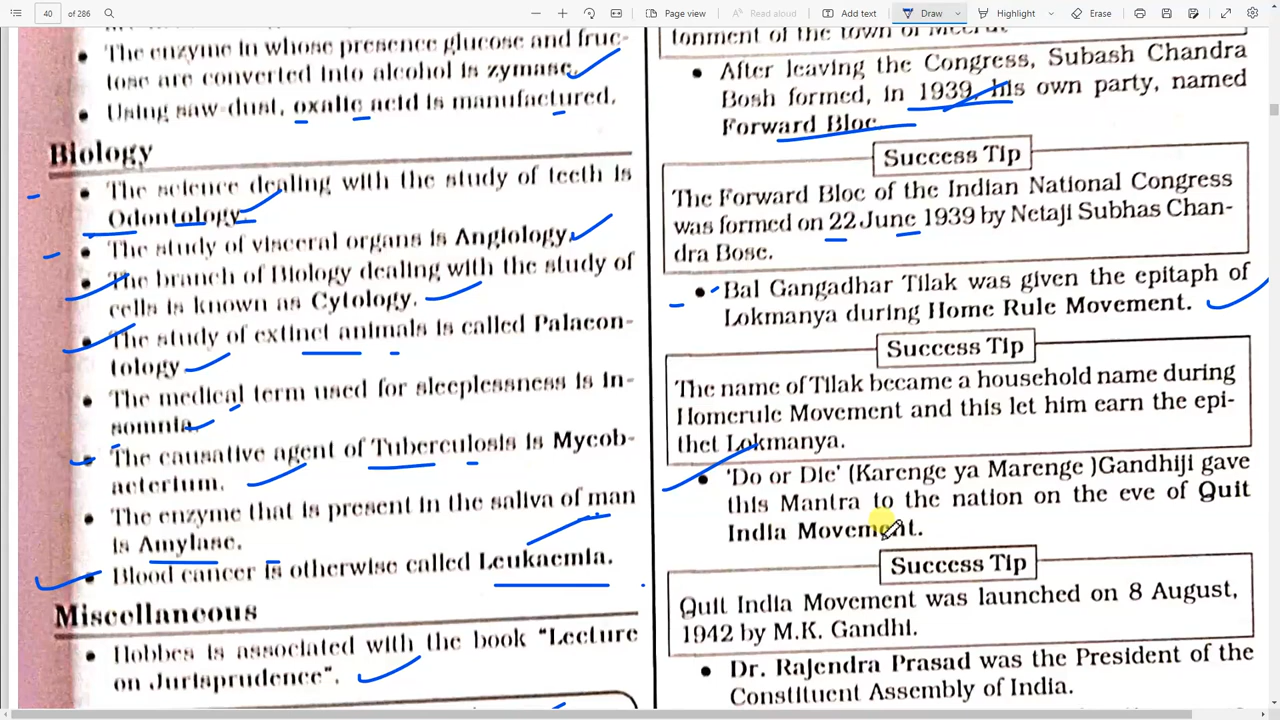 40 of 286
Page view
Read aloud
Add text
Draw
Highlight
Erase
The enzyme in whose presence glucose and fruc-
tose are converted into alcohol is zymase.
Using saw-dust, oxalic acid is manufactured.
Biology
The science dealing with the study of teeth is
Odontology.
The study of visceral organs is Angiology.
The branch of Biology dealing with the study of
cells is known as Cytology.
The study of extinct animals is called Palaeon-
tology
The medical term used for sleeplessness is In-
somnia.
The causative agent of Tuberculosis is Mycob-
acterium.
The enzyme that is present in the saliva of man
is Amylase.
Blood cancer is otherwise called Leukaemia.
Miscellaneous
Hobbes is associated with the book "Lecture
on Jurisprudence".
tonment of the town of Meerut
After leaving the Congress, Subash Chandra
Bosh formed, in 1939, his own party, named
Forward Bloc.
Success Tip
The Forward Bloc of the Indian National Congress
was formed on 22 June 1939 by Netaji Subhas Chan-
dra Bose.
Bal Gangadhar Tilak was given the epitaph of
Lokmanya during Home Rule Movement.
Success Tip
The name of Tilak became a household name during
Homerule Movement and this let him earn the epi-
thet Lokmanya.
'Do or Die' (Karenge ya Marenge )Gandhiji gave
this Mantra to the nation on the eve of Quit
India Movement.
Success Tip
Quit India Movement was launched on 8 August,
1942 by M.K. Gandhi.
Dr. Rajendra Prasad was the President of the
Constituent Assembly of India.